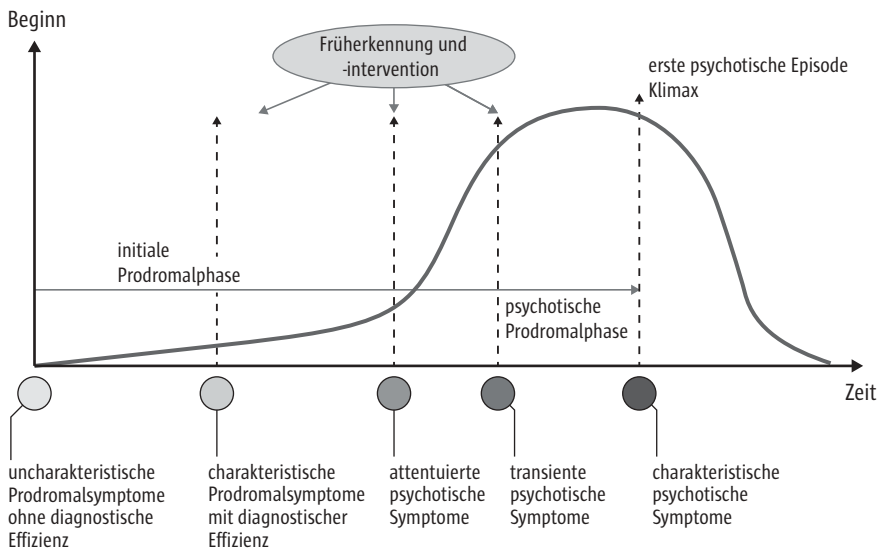 Beginn
Früherkennung und
-intervention
erste psychotische Episode
Klimax
initiale
Prodromalphase
psychotische
Prodromalphase
Zeit
uncharakteristische
Prodromalsymptome
ohne diagnostische
Effizienz
charakteristische
Prodromalsymptome
mit diagnostischer
Effizienz
attentuierte
psychotische
Symptome
transiente
psychotische
Symptome
charakteristische
psychotische
Symptome